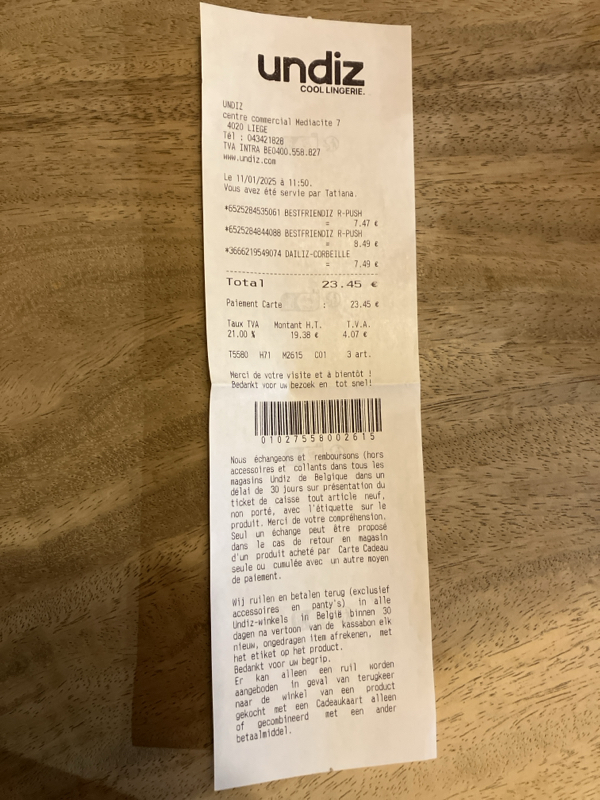 undiz
COOL LINGERIE.
UNDIZ
centre commercial Mediacite 7
4020 LIEGE
Tél : 043421828
TVA INTRA BE0400.558.827
www.undiz.com
Le 11/01/2025 à 11:50.
Vous avez été servie par Tatiana.
*6525284535061 BESTFRIENDIZ R-PUSH
= 7.47 €
*6525284844088 BESTFRIENDIZ R-PUSH
= 8.49 €
*3666219549074 DAILIZ-CORBEILLE
= 7.49 €
Total 23.45 €
Paiement Carte : 23.45 €
Taux TVA Montant H.T. T.V.A.
21.00 % 19.38 € 4.07 €
T5580 H71 M2615 C01 3 art.
Merci de votre visite et à bientôt !
Bedankt voor uw bezoek en tot snel!
01027558002615
Nous échangeons et remboursons (hors
accessoires et collants dans tous les
magasins Undiz de Belgique dans un
délai de 30 jours sur présentation du
ticket de caisse tout article neuf,
non porté, avec l'étiquette sur le
produit. Merci de votre compréhension.
Seul un échange peut être proposé
dans le cas de retour en magasin
d'un produit acheté par Carte Cadeau
seule ou cumulée avec un autre moyen
de paiement.
Wij ruilen en betalen terug (exclusief
accessoires en panty's) in alle
Undiz-winkels in België binnen 30
dagen na vertoon van de kassabon elk
nieuw, ongedragen item afrekenen, met
het etiket op het product.
Bedankt voor uw begrip.
Er kan alleen een ruil worden
aangeboden in geval van terugkeer
naar de winkel van een product
gekocht met een Cadeaukaart alleen
of gecombineerd met een ander
betaalmiddel.